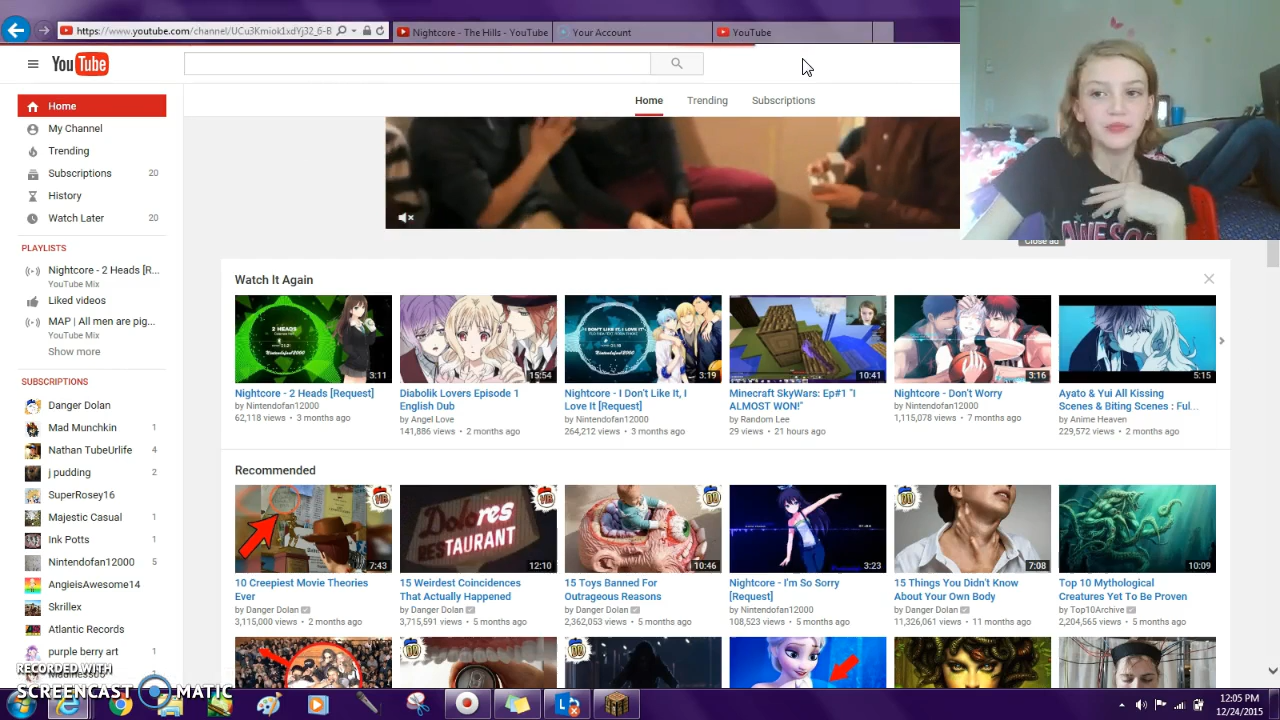 https://www.youtube.com/channel/UCu3Kmiok1xdYj32_6-B
Nightcore - The Hills - YouTube
Your Account
YouTube
YouTube
Home
Trending
Subscriptions
Home
My Channel
Trending
Subscriptions 20
History
Watch Later 20
PLAYLISTS
Nightcore - 2 Heads [R...
YouTube Mix
Liked videos
MAP | All men are pig...
YouTube Mix
Show more
SUBSCRIPTIONS
Danger Dolan
Mad Munchkin 1
Nathan TubeUrlife 4
j pudding 2
SuperRosey16
Majestic Casual 1
Ink Potts 1
Nintendofan12000 5
AngieisAwesome14
Skrillex
Atlantic Records
purple berry art 1
AWESOME
Close ad
Watch It Again
2 HEADS
3:11
Nightcore - 2 Heads [Request]
by Nintendofan12000
62,118 views • 3 months ago
15:54
Diabolik Lovers Episode 1
English Dub
by Angel Love
141,886 views • 2 months ago
I DON'T LIKE IT, I LOVE IT
3:19
Nightcore - I Don't Like It, I
Love It [Request]
by Nintendofan12000
264,212 views • 3 months ago
10:41
Minecraft SkyWars: Ep#1 "I
ALMOST WON!"
by Random Lee
29 views • 21 hours ago
3:16
Nightcore - Don't Worry
by Nintendofan12000
1,115,078 views • 7 months ago
5:15
Ayato & Yui All Kissing
Scenes & Biting Scenes : Ful...
by Anime Heaven
229,572 views • 2 months ago
Recommended
7:43
10 Creepiest Movie Theories
Ever
by Danger Dolan
3,115,000 views • 2 months ago
Dolores
RESTAURANT
12:10
15 Weirdest Coincidences
That Actually Happened
by Danger Dolan
3,715,591 views • 5 months ago
10:46
15 Toys Banned For
Outrageous Reasons
by Danger Dolan
2,362,053 views • 5 months ago
3:23
Nightcore - I'm So Sorry
[Request]
by Nintendofan12000
108,523 views • 5 months ago
7:08
15 Things You Didn't Know
About Your Own Body
by Danger Dolan
11,326,061 views • 11 months ago
10:09
Top 10 Mythological
Creatures Yet To Be Proven
by Top10Archive
2,204,565 views • 5 months ago
RECORDED WITH
SCREENCAST MATIC
12:05 PM
12/24/2015